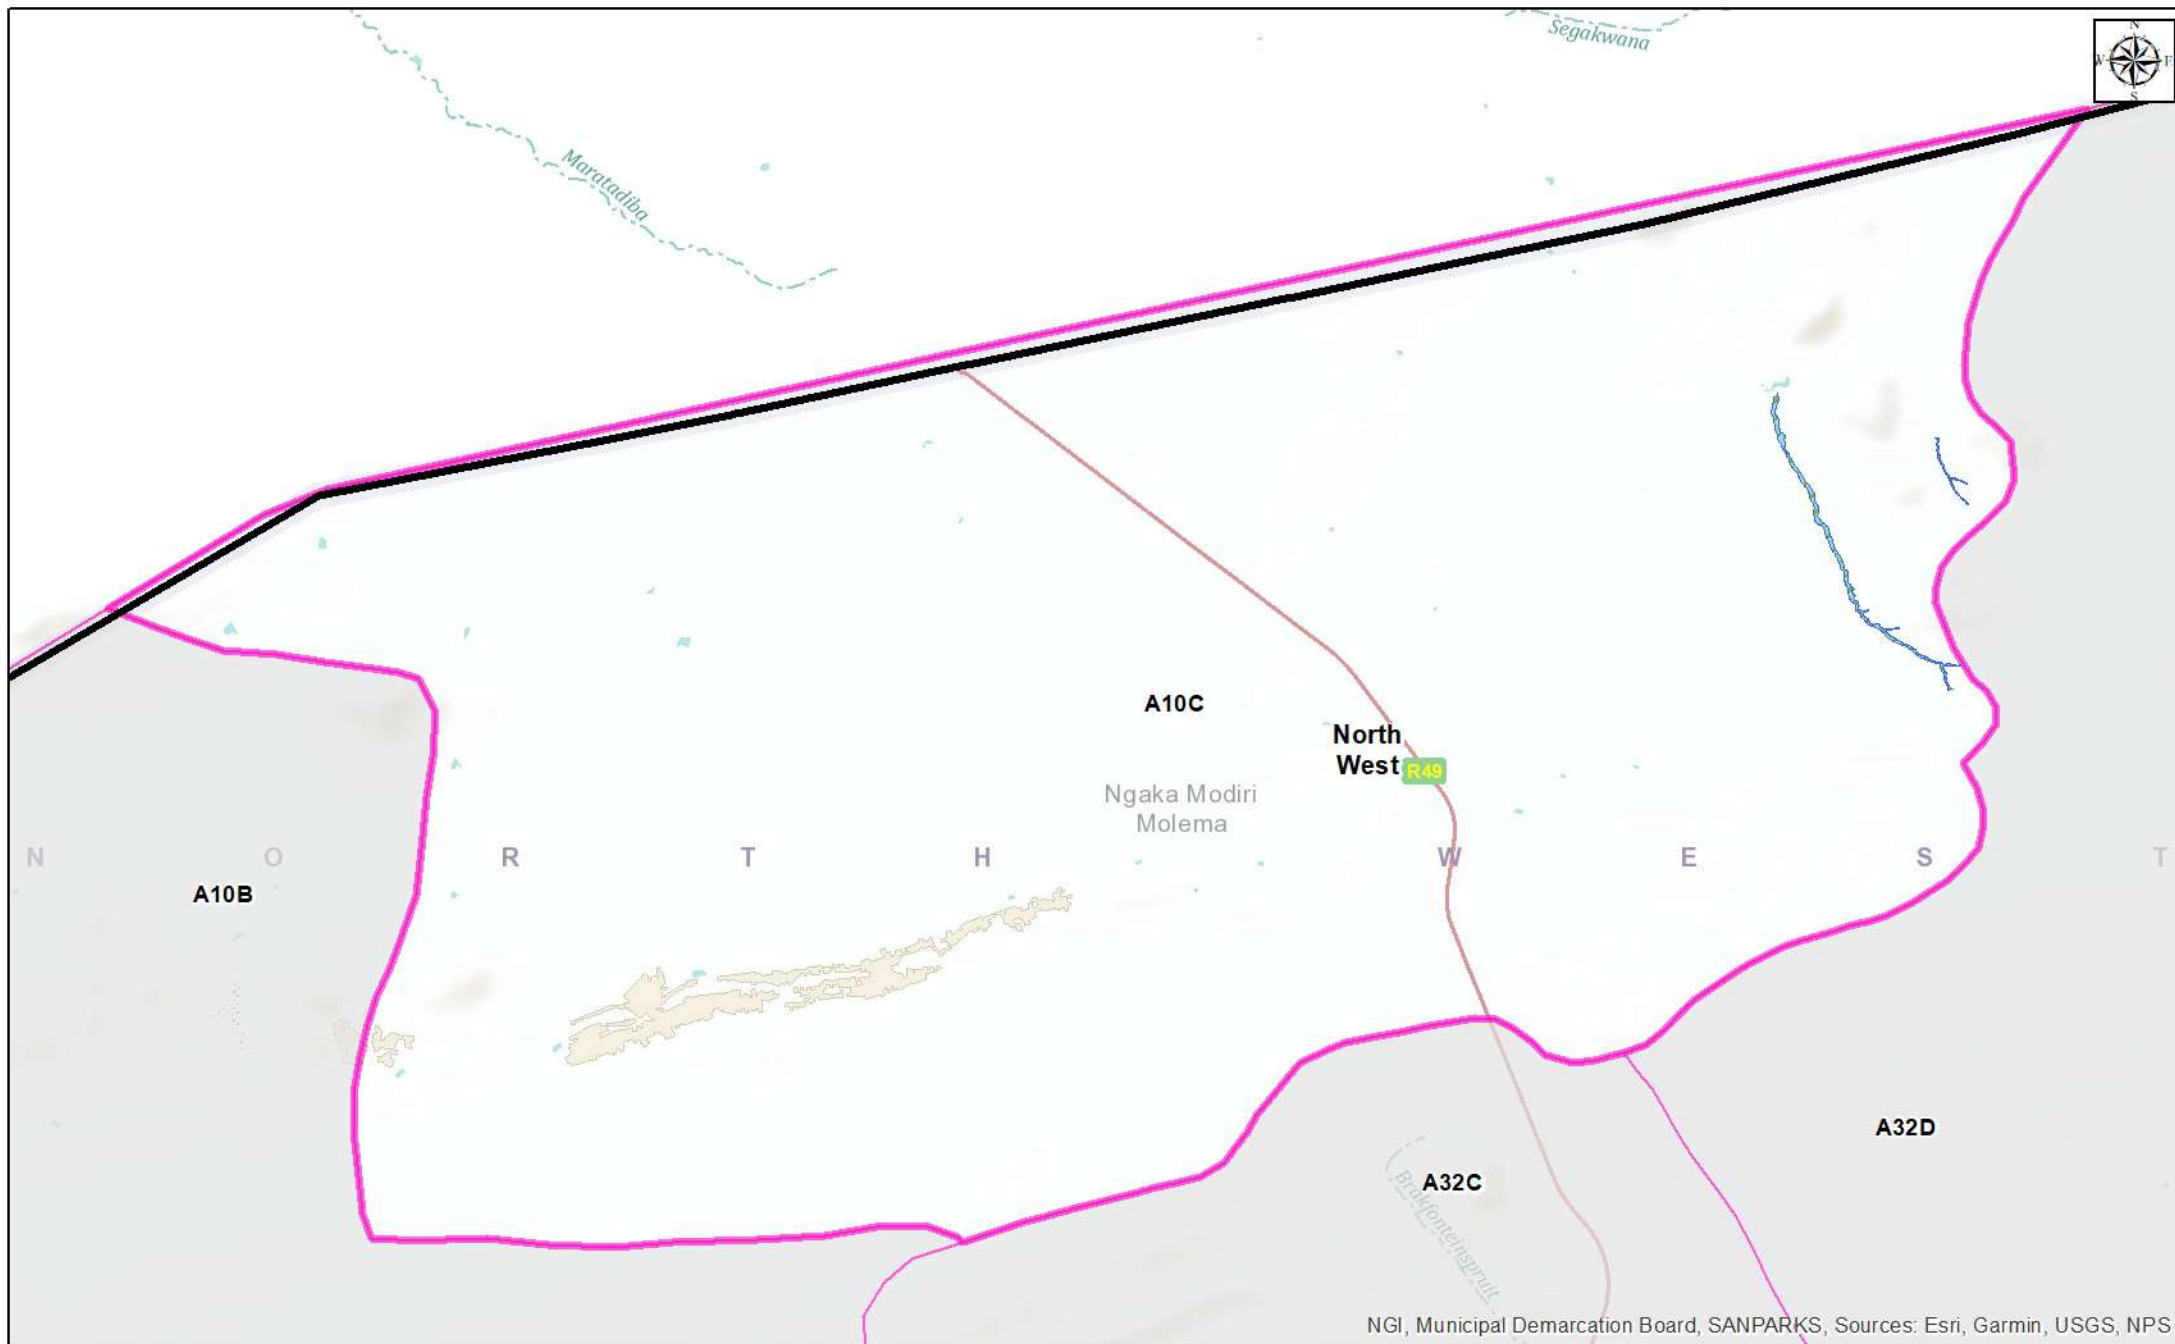 Segakwana
N
W E
S
Maratadiba
A10C
North
West
R49
Ngaka Modiri
Molema
N O R T H W E S T
A10B
A32D
A32C
Brakfonteinspruit
NGI, Municipal Demarcation Board, SANPARKS, Sources: Esri, Garmin, USGS, NPS